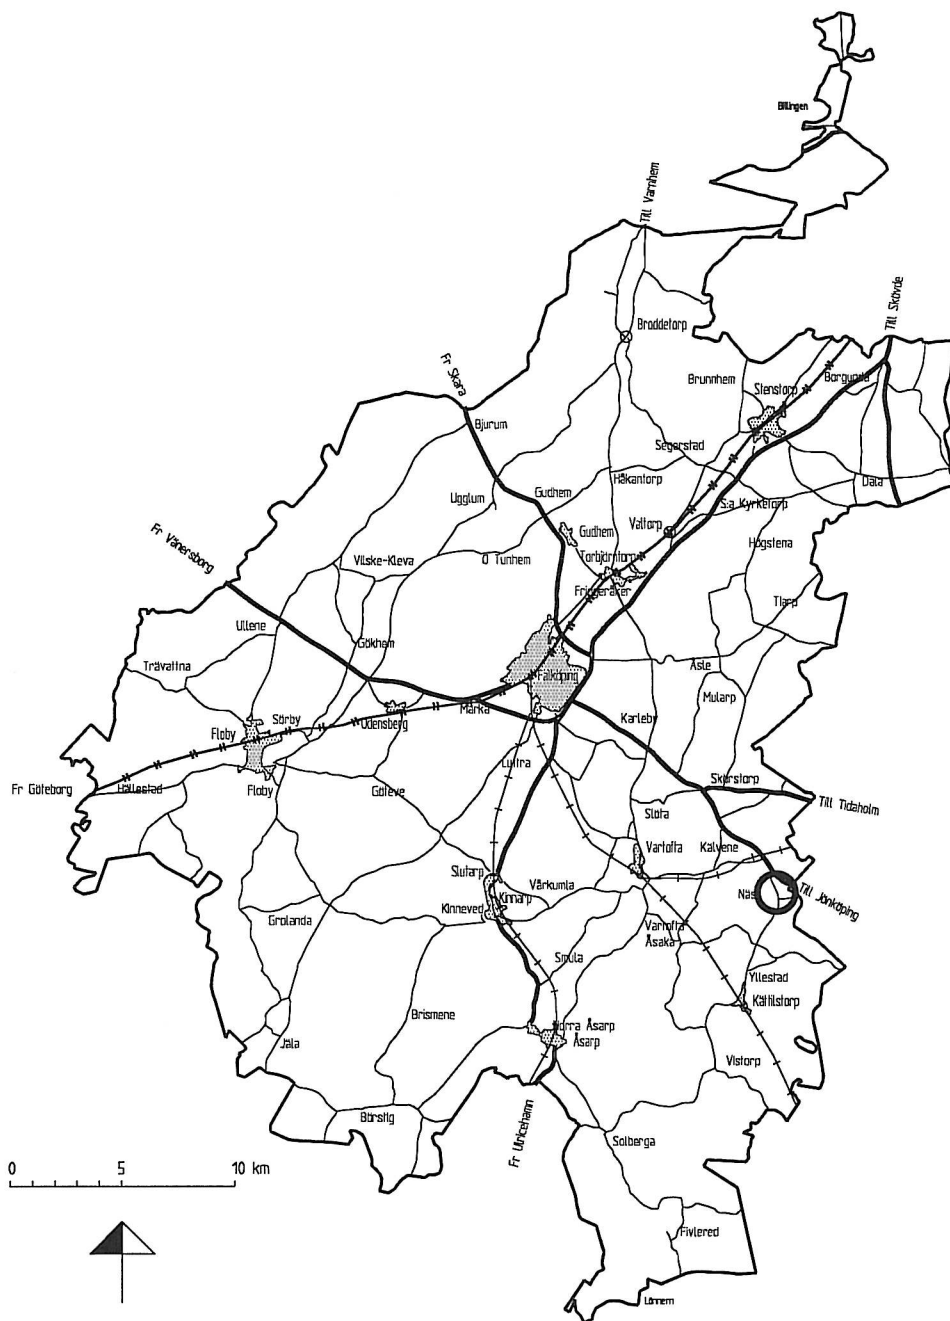 Billingen
Till Varnhem
Till Skövde
Broddetorp
Fr Skara
Brunnhem
Stenstorp
Borgunda
Bjurum
Segerstad
Håkantorp
Dala
Ugglum
Gudhem
S:a Kyrketorp
Valtorp
Gudhem
Högstena
Fr Vänersborg
Vilske-Kleva
Ö Tunhem
Torbjörntorp
Friggeråker
Tiarp
Ullene
Gökhem
Trävattna
Åsle
Falköping
Mularp
Marka
Karleby
Sörby
Udensberg
Floby
Luttra
Skörstorp
Fr Göteborg
Hällestad
Floby
Göteve
Slöta
Till Tidaholm
Vartofta
Kälvene
Slutarp
Vårkumla
Näs
Till Jönköping
Kinnarp
Kinneved
Grolanda
Vartofta
Åsaka
Smula
Yllestad
Kättilstorp
Brismene
Norra Åsarp
Åsarp
Jäla
Vistorp
Börstig
Fr Ulricehamn
Solberga
0 5 10 km
Fivlered
Lönnern